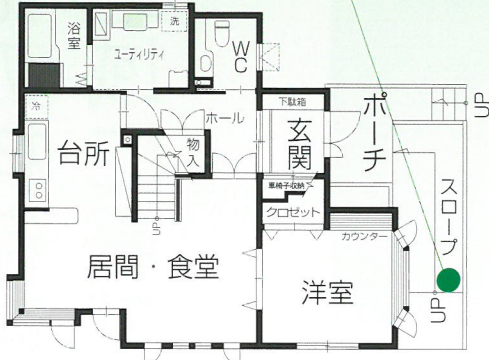 浴室
ユーティリティ
洗
WC
冷
台所
ホール
物入
下駄箱
玄関
ポーチ
UP
車椅子収納
クロゼット
カウンター
スロープ
UP
居間・食堂
洋室
UP